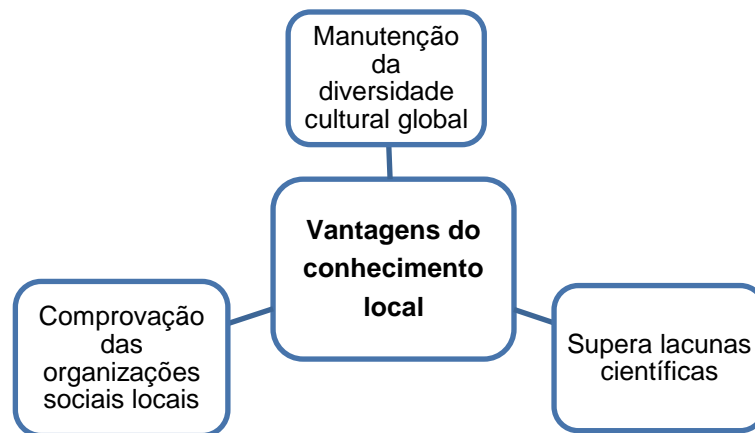 Manutenção
da
diversidade
cultural global
Vantagens do
conhecimento
local
Comprovação
das
organizações
sociais locais
Supera lacunas
científicas